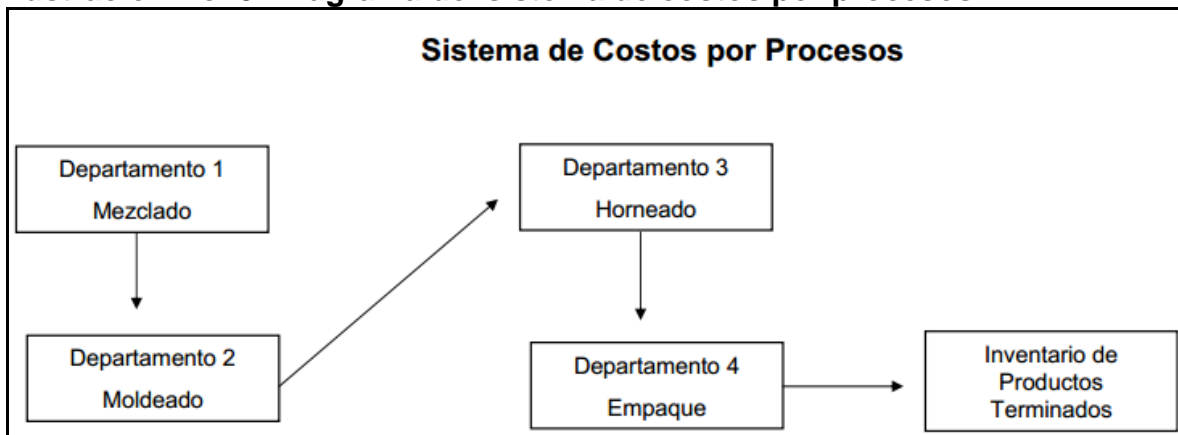 Sistema de Costos por Procesos
Departamento 1
Mezclado
Departamento 2
Moldeado
Departamento 3
Horneado
Departamento 4
Empaque
Inventario de
Productos
Terminados